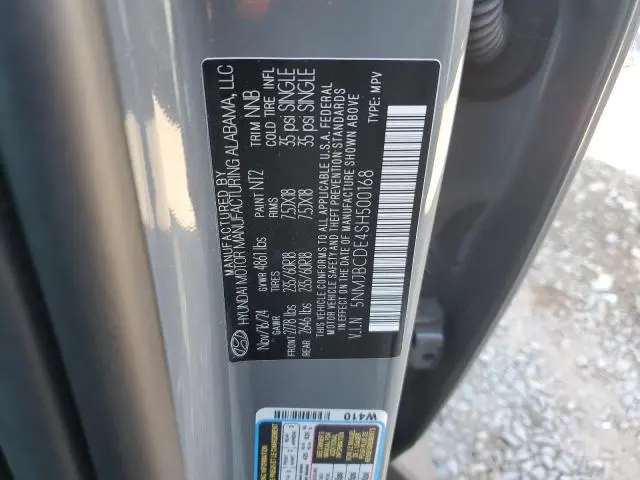 MANUFACTURED BY
HYUNDAI MOTOR MANUFACTURING ALABAMA, LLC
Nov/16/24 GVWR 4861 lbs PAINT NT2 TRIM NNB
GAWR TIRES RIMS COLD TIRE INFL
FRONT 2778 lbs 235/60R18 7.5JX18 35 psi SINGLE
REAR 2646 lbs 235/60R18 7.5JX18 35 psi SINGLE
THIS VEHICLE CONFORMS TO ALL APPLICABLE U.S.A. FEDERAL
MOTOR VEHICLE SAFETY AND THEFT PREVENTION STANDARDS
IN EFFECT ON THE DATE OF MANUFACTURE SHOWN ABOVE
V.I.N 5NMJBCDE4SH500168 TYPE: MPV
W410